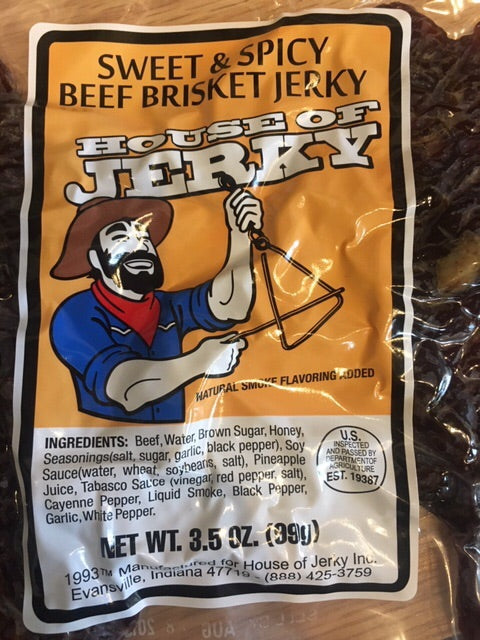 SWEET & SPICY
BEEF BRISKET JERKY
HOUSE OF
JERKY
NATURAL SMOKE FLAVORING ADDED
INGREDIENTS: Beef, Water, Brown Sugar, Honey,
Seasonings(salt, sugar, garlic, black pepper), Soy
Sauce(water, wheat, soybeans, salt), Pineapple
Juice, Tabasco Sauce (vinegar, red pepper, salt),
Cayenne Pepper, Liquid Smoke, Black Pepper,
Garlic, White Pepper.
U.S.
INSPECTED
AND PASSED BY
DEPARTMENT OF
AGRICULTURE
EST. 19387
NET WT. 3.5 OZ. (99g)
1993™ Manufactured for House of Jerky Inc.
Evansville, Indiana 47719 - (888) 425-3759